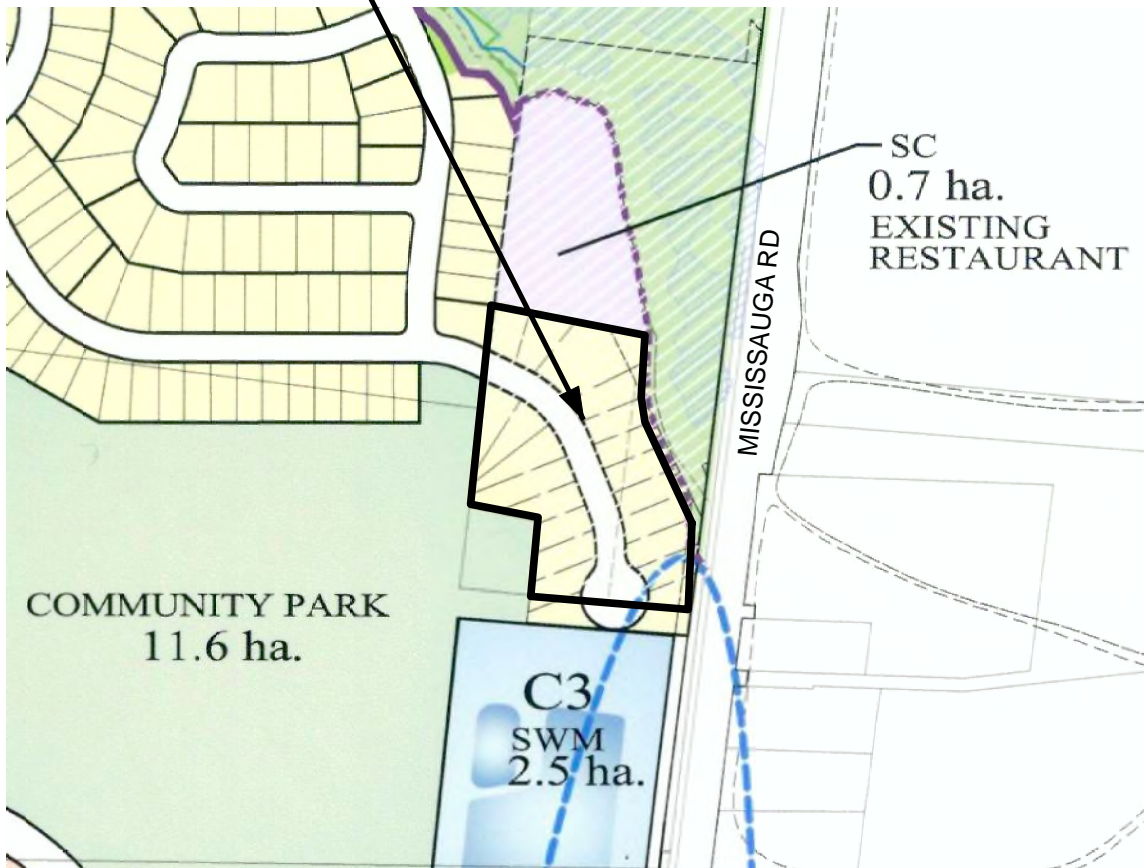 SC
0.7 ha.
EXISTING
RESTAURANT
MISSISSAUGA RD
COMMUNITY PARK
11.6 ha.
C3
SWM
2.5 ha.